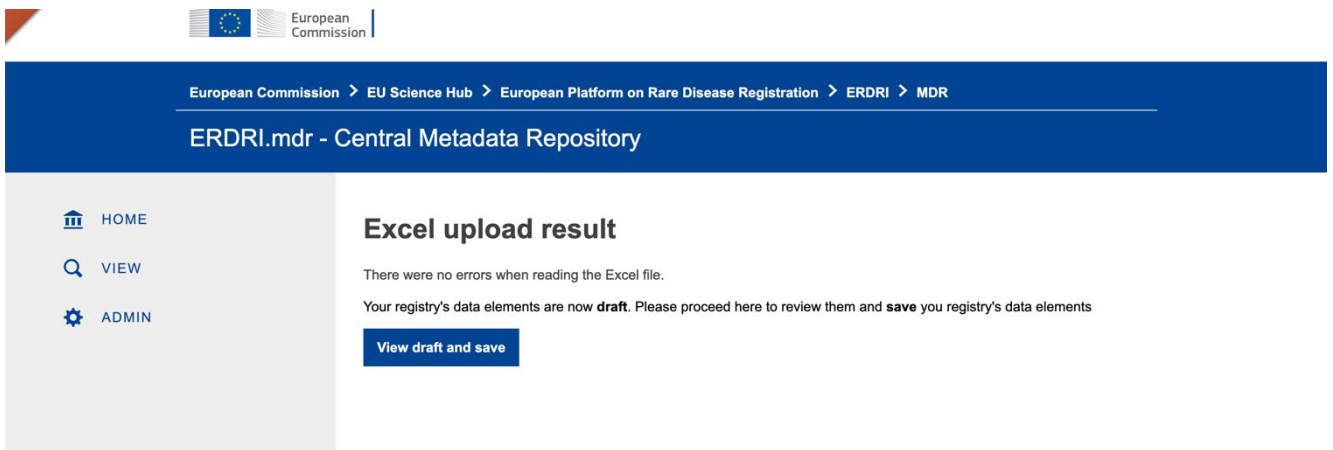 European
Commission
European Commission > EU Science Hub > European Platform on Rare Disease Registration > ERDRI > MDR
ERDRI.mdr - Central Metadata Repository
HOME
VIEW
ADMIN
Excel upload result
There were no errors when reading the Excel file.
Your registry's data elements are now draft. Please proceed here to review them and save you registry's data elements
View draft and save